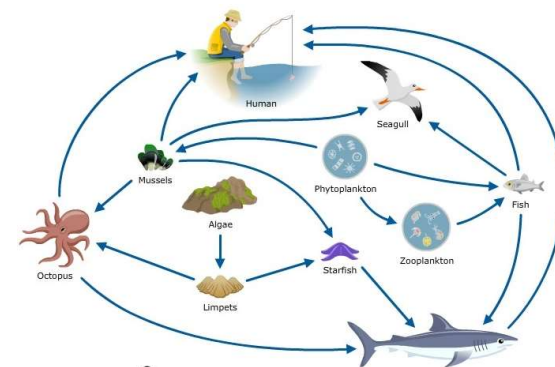 Human
Seagull
Mussels
Phytoplankton
Fish
Algae
Zooplankton
Octopus
Starfish
Limpets